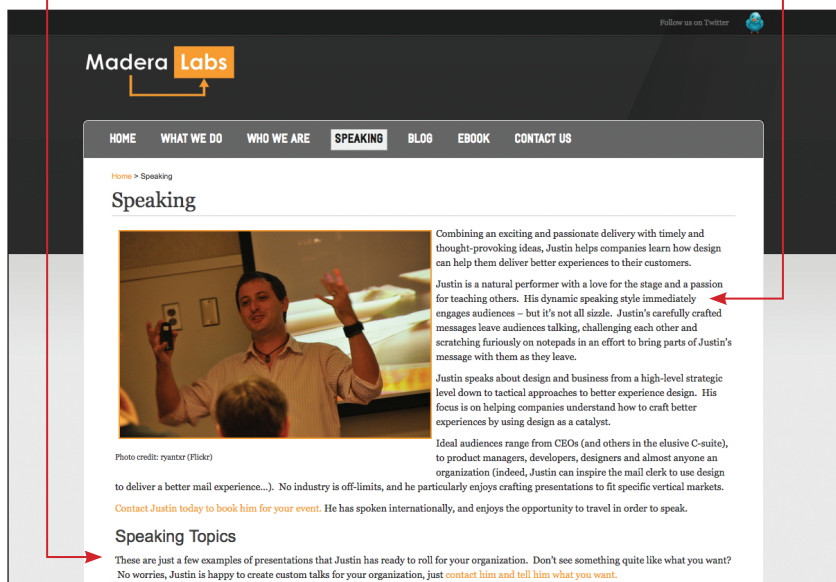 Follow us on Twitter
Madera Labs
HOME WHAT WE DO WHO WE ARE SPEAKING BLOG EBOOK CONTACT US
Home > Speaking
Speaking
Combining an exciting and passionate delivery with timely and
thought-provoking ideas, Justin helps companies learn how design
can help them deliver better experiences to their customers.
Justin is a natural performer with a love for the stage and a passion
for teaching others. His dynamic speaking style immediately
engages audiences – but it's not all sizzle. Justin's carefully crafted
messages leave audiences talking, challenging each other and
scratching furiously on notepads in an effort to bring parts of Justin's
message with them as they leave.
Justin speaks about design and business from a high-level strategic
level down to tactical approaches to better experience design. His
focus is on helping companies understand how to craft better
experiences by using design as a catalyst.
Ideal audiences range from CEOs (and others in the elusive C-suite),
to product managers, developers, designers and almost anyone an
organization (indeed, Justin can inspire the mail clerk to use design
to deliver a better mail experience...). No industry is off-limits, and he particularly enjoys crafting presentations to fit specific vertical markets.
Photo credit: ryantxr (Flickr)
Contact Justin today to book him for your event. He has spoken internationally, and enjoys the opportunity to travel in order to speak.
Speaking Topics
These are just a few examples of presentations that Justin has ready to roll for your organization. Don't see something quite like what you want?
No worries, Justin is happy to create custom talks for your organization, just contact him and tell him what you want.